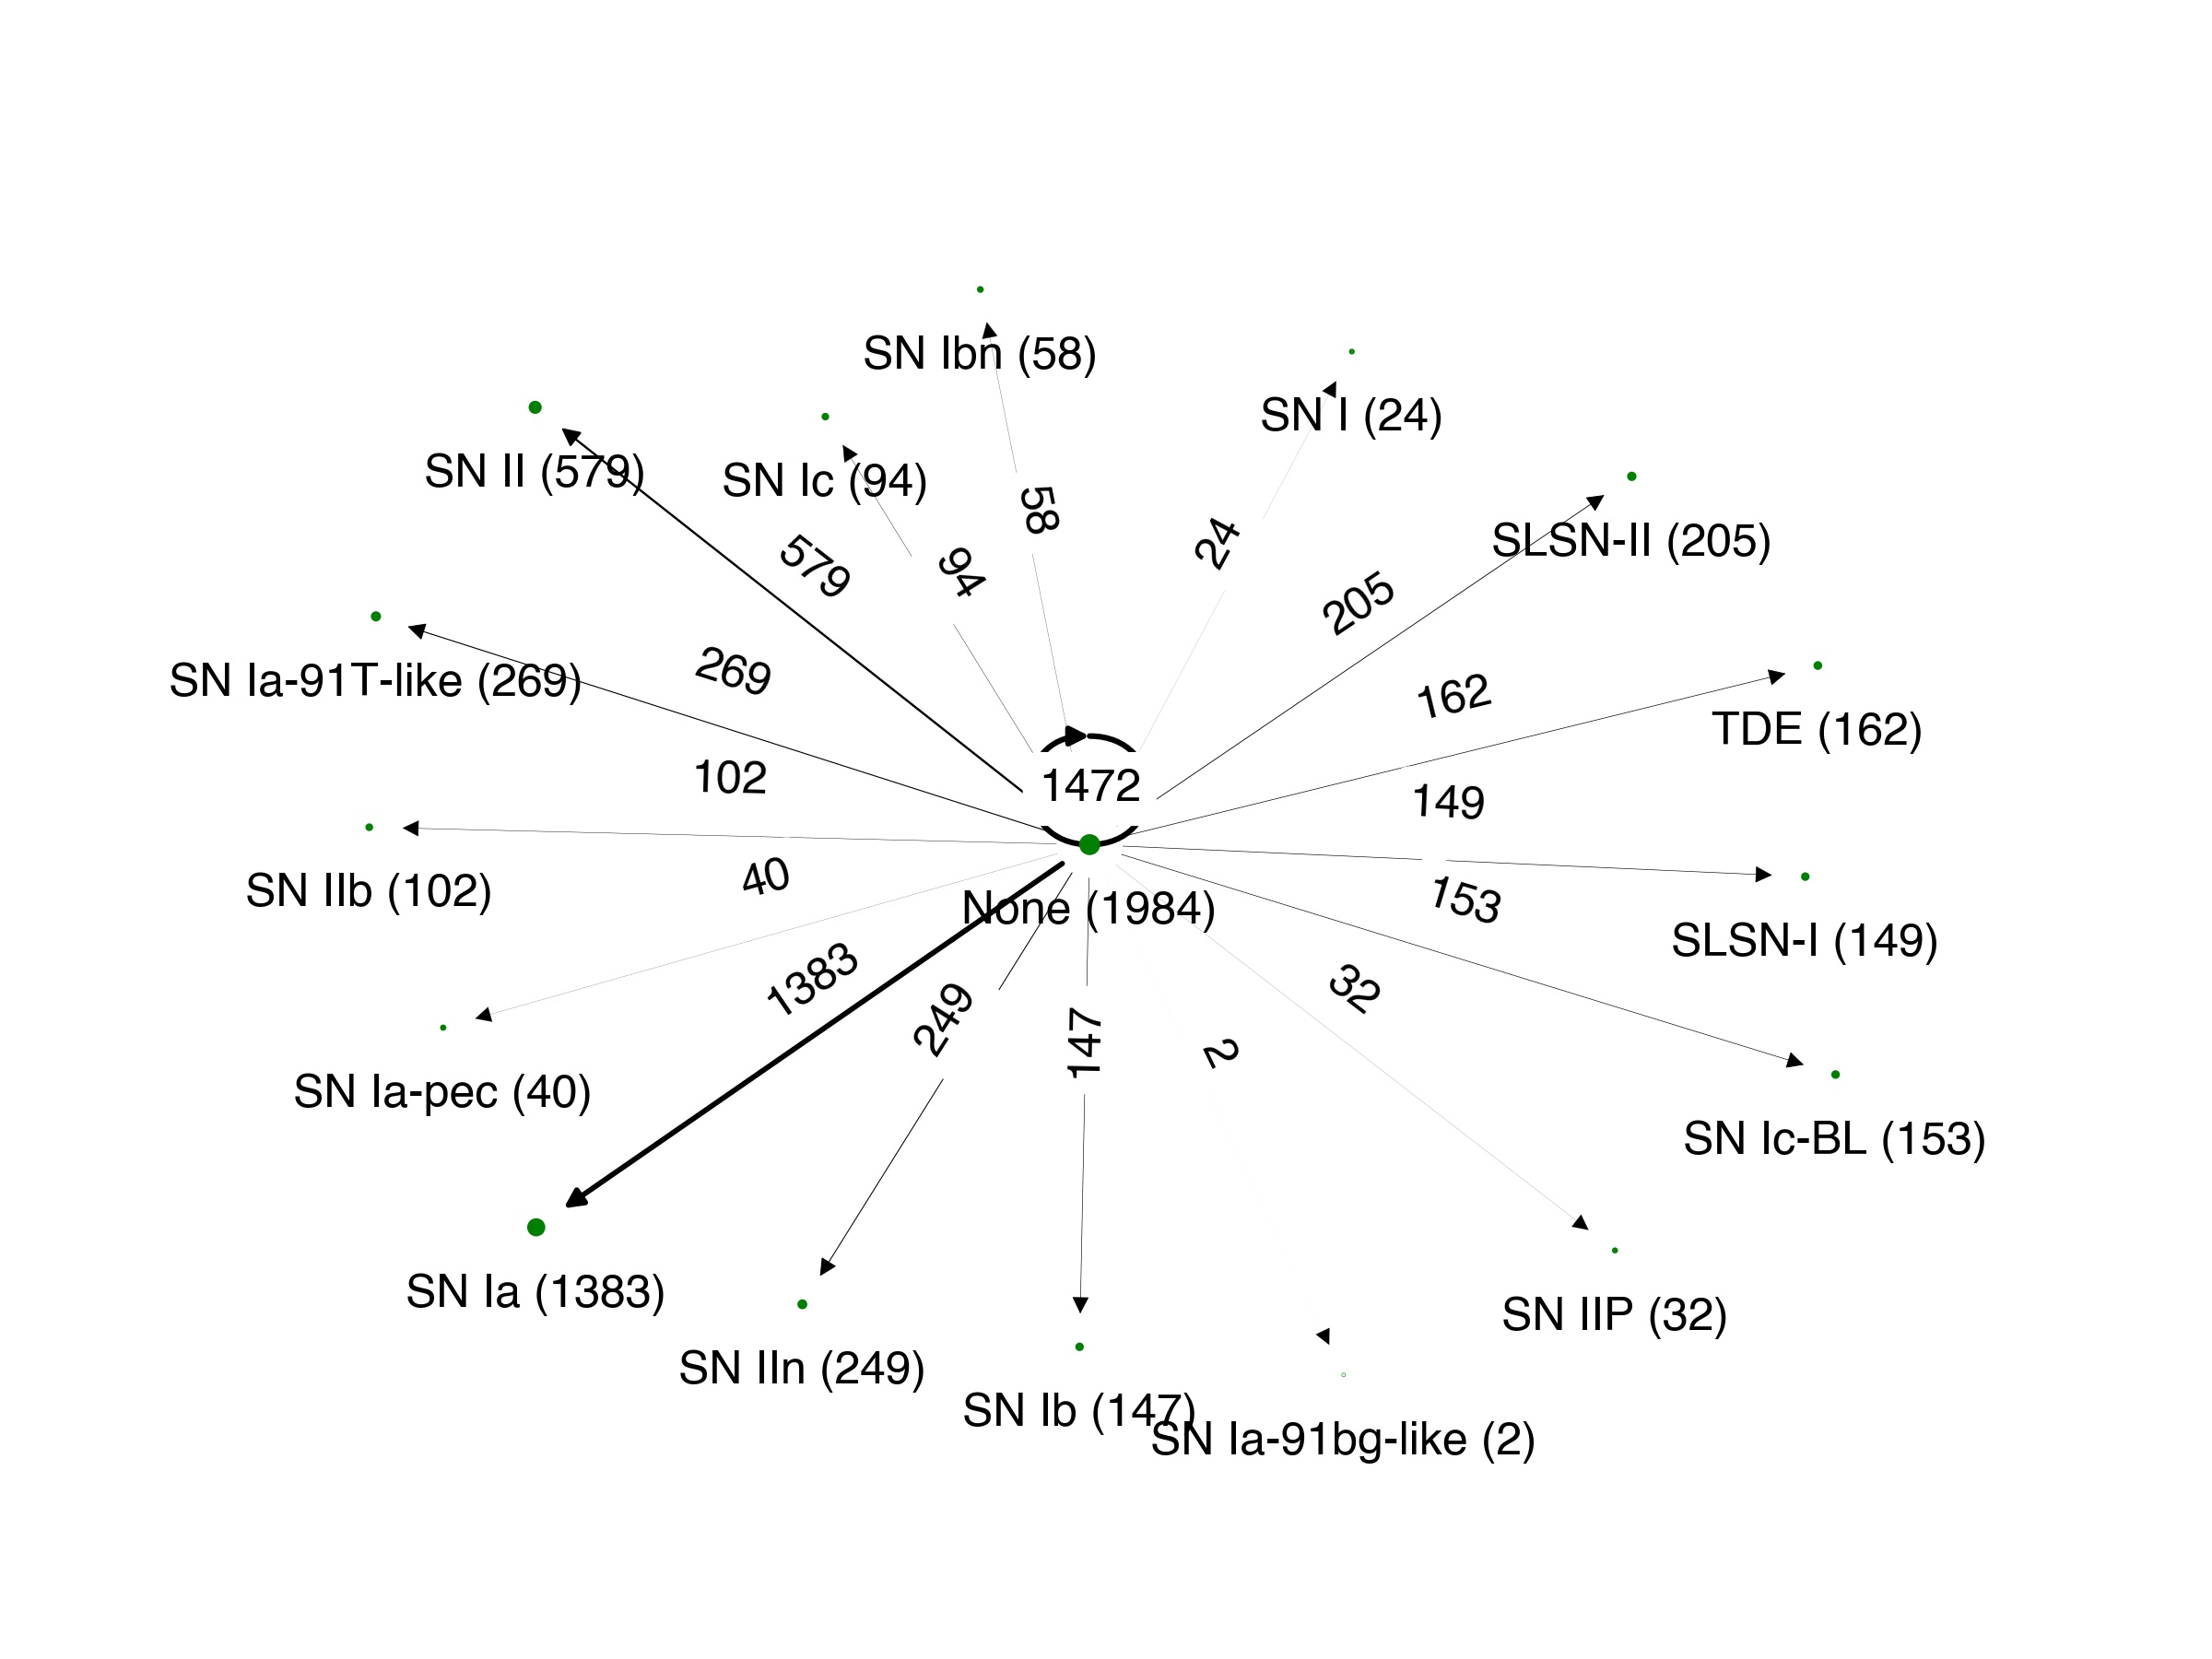 SN Ibn (58)
SN I (24)
SN II (579)
SN Ic (94)
58
24
SLSN-II (205)
579
94
205
SN Ia-91T-like (269)
269
162
TDE (162)
102
1472
149
SN IIb (102)
40
None (1984)
153
SLSN-I (149)
1383
249
147
2
32
SN Ia-pec (40)
SN Ic-BL (153)
SN Ia (1383)
SN IIn (249)
SN Ib (147)
SN Ia-91bg-like (2)
SN IIP (32)